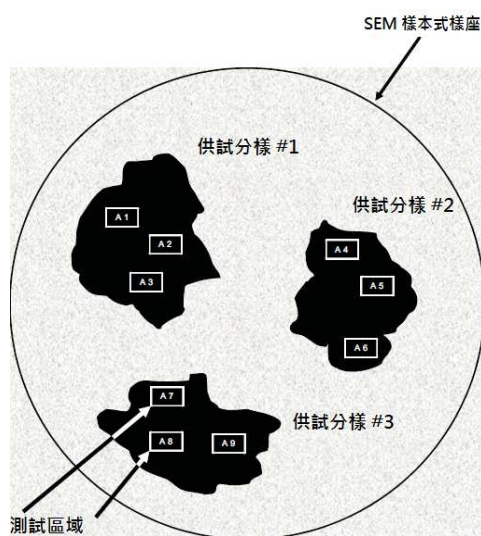 SEM 樣本式樣座
供試分樣 #1
供試分樣 #2
A1
A2
A3
A4
A5
A6
A7
A8
A9
供試分樣 #3
測試區域